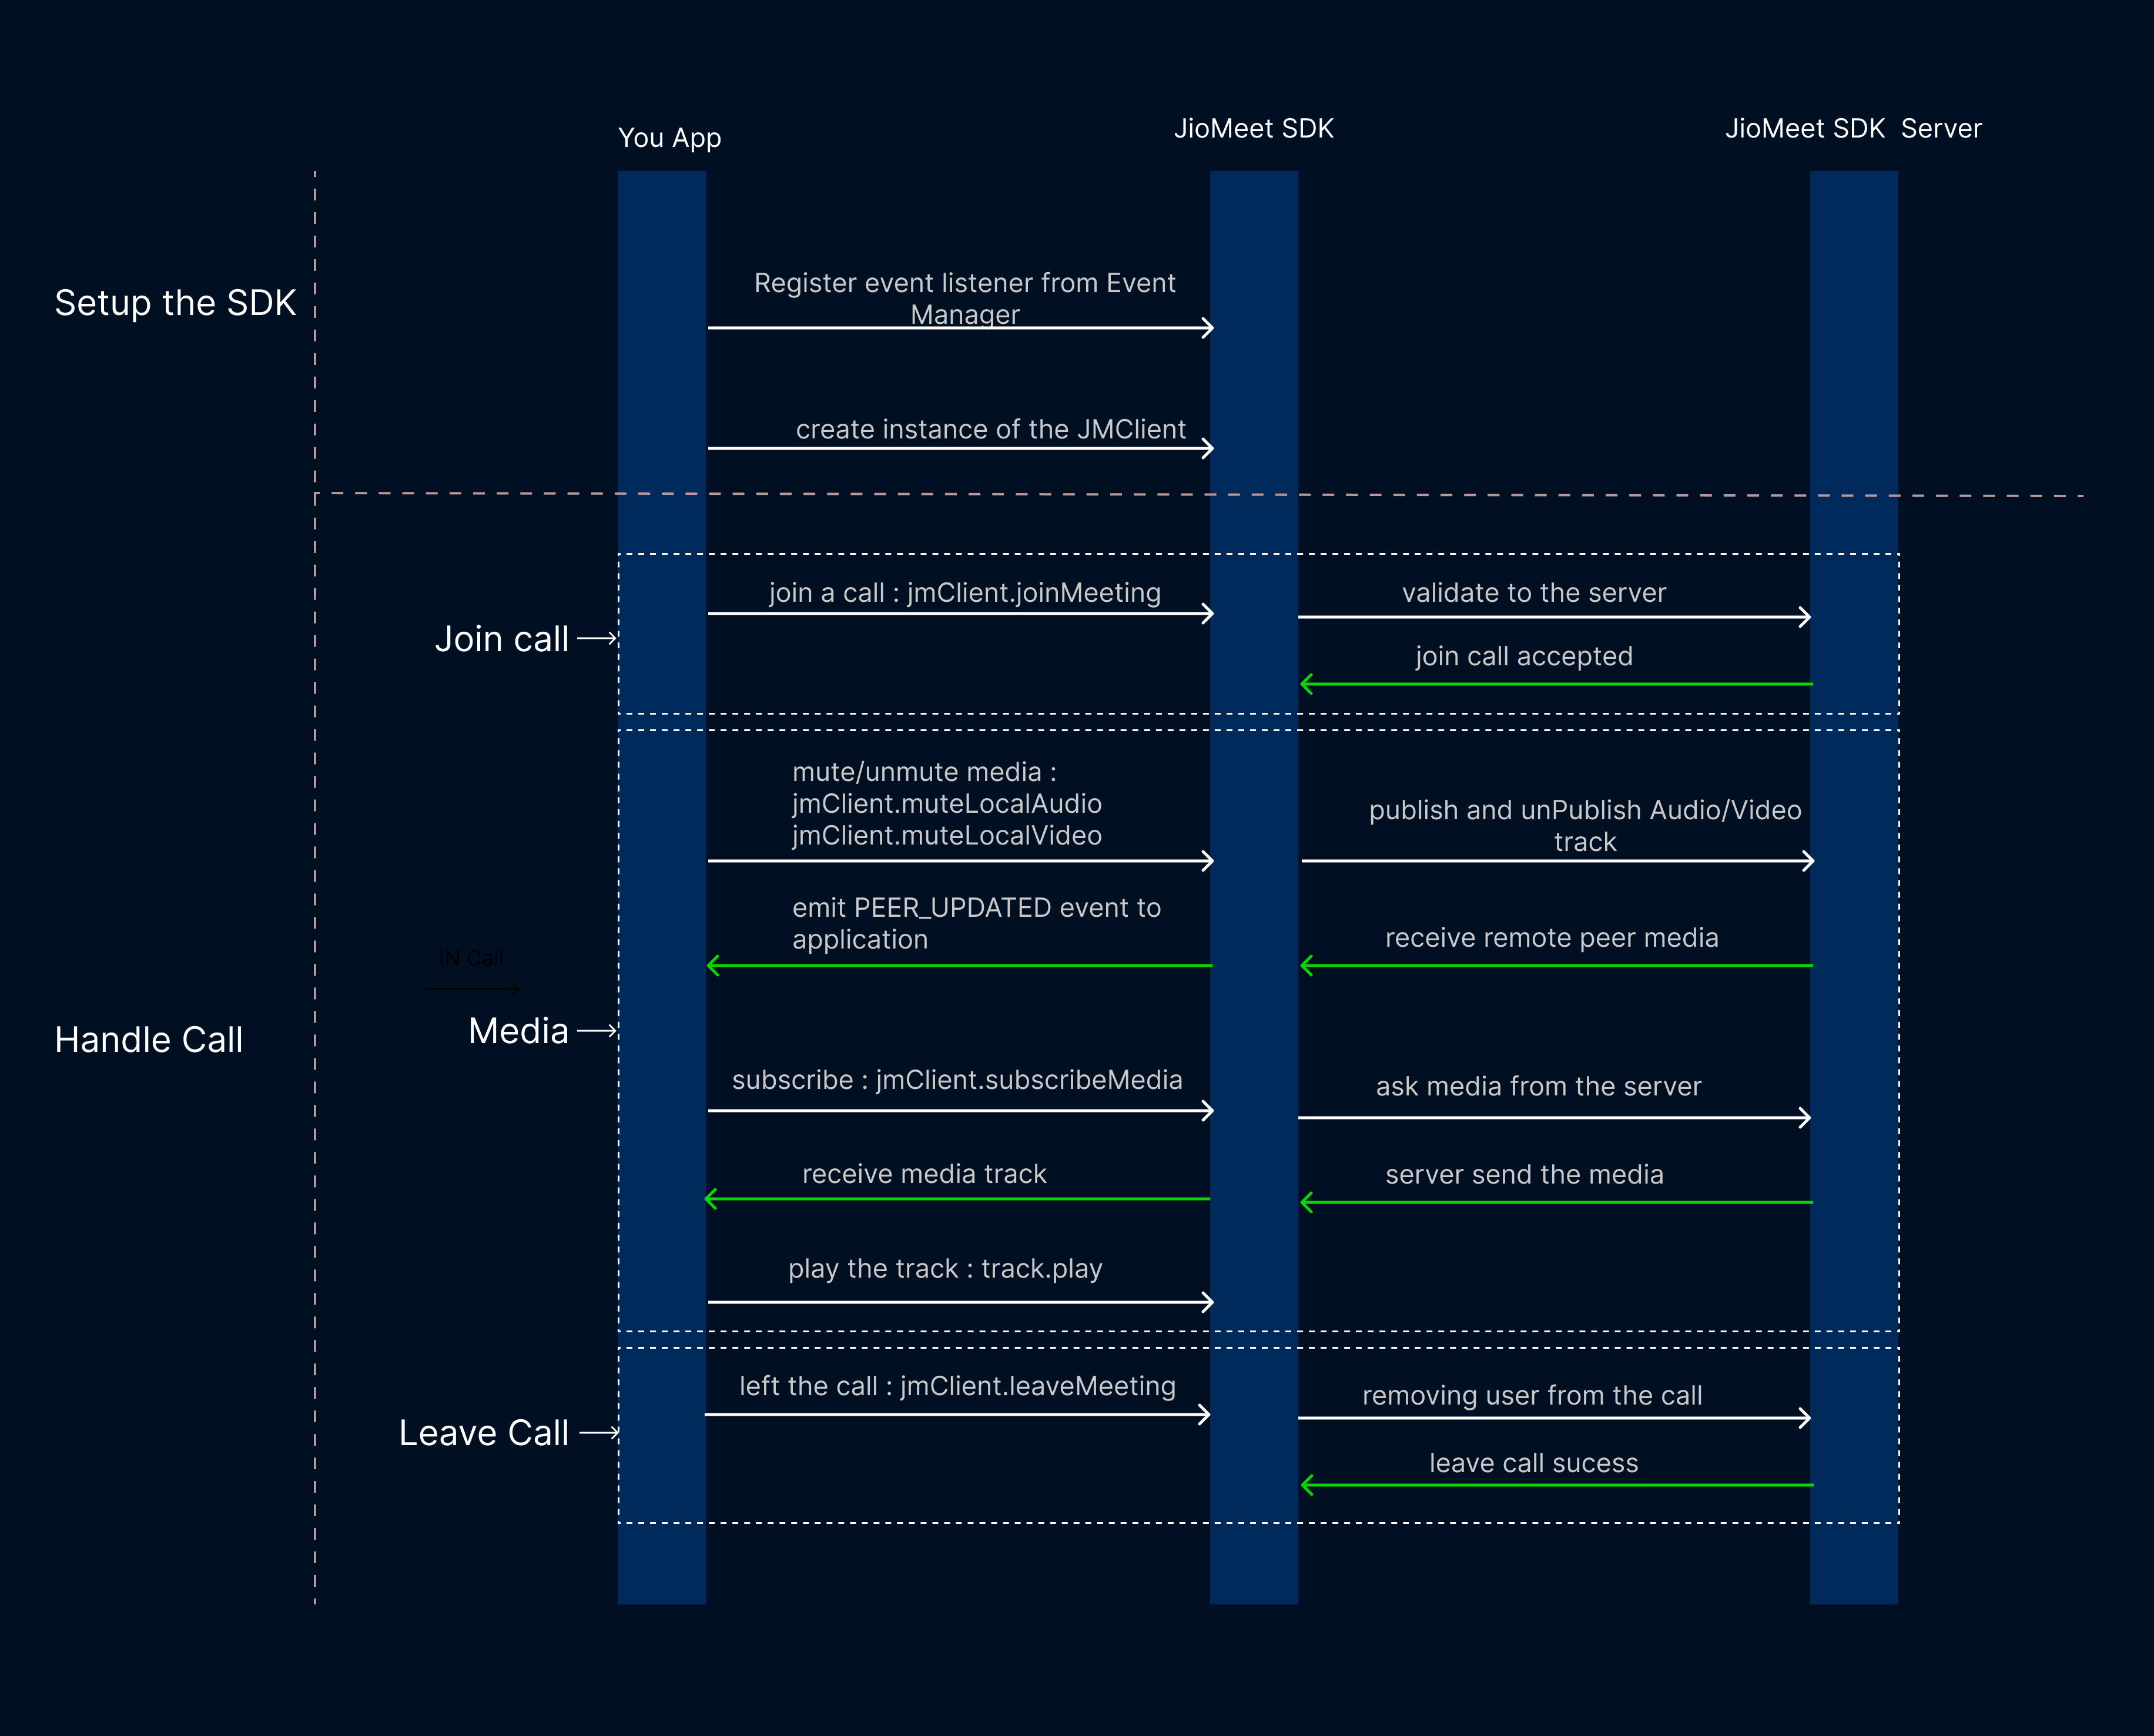 You App
JioMeet SDK
JioMeet SDK Server
Setup the SDK
Register event listener from Event
Manager
create instance of the JMClient
join a call : jmClient.joinMeeting
validate to the server
Join call
join call accepted
mute/unmute media :
jmClient.muteLocalAudio
jmClient.muteLocalVideo
publish and unPublish Audio/Video
track
emit PEER_UPDATED event to
application
receive remote peer media
IN Call
Handle Call
Media
subscribe : jmClient.subscribeMedia
ask media from the server
receive media track
server send the media
play the track : track.play
left the call : jmClient.leaveMeeting
removing user from the call
Leave Call
leave call sucess